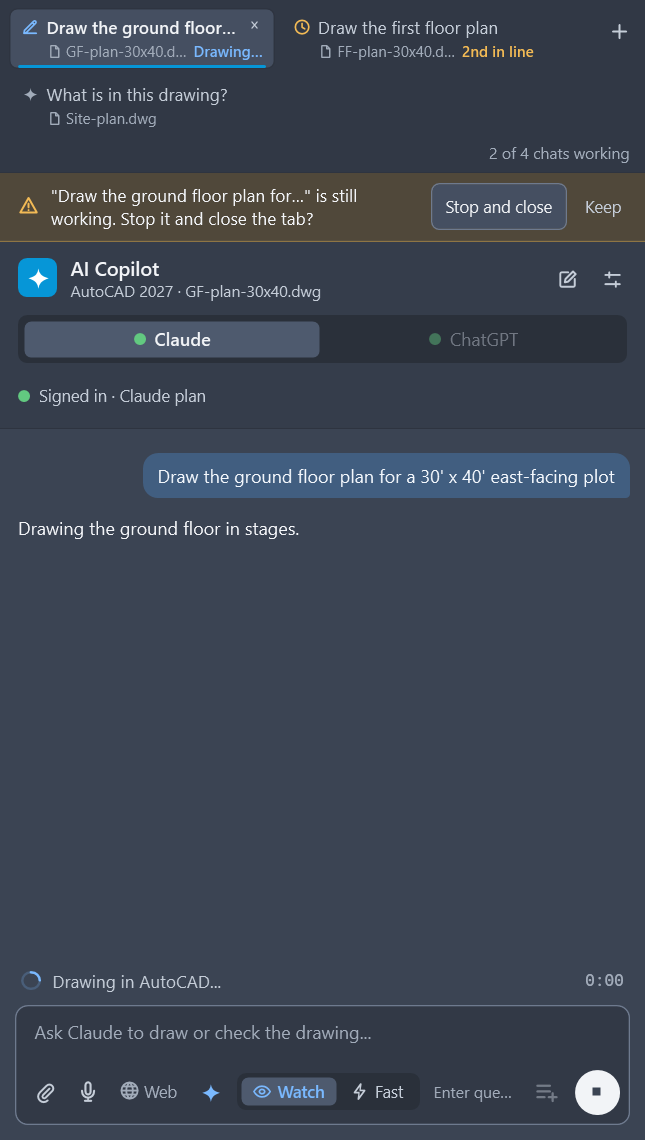 Draw the ground floor...
GF-plan-30x40.d... Drawing...
Draw the first floor plan
FF-plan-30x40.d... 2nd in line
What is in this drawing?
Site-plan.dwg
2 of 4 chats working
"Draw the ground floor plan for..." is still
working. Stop it and close the tab?
Stop and close
Keep
AI Copilot
AutoCAD 2027 · GF-plan-30x40.dwg
Claude
ChatGPT
Signed in · Claude plan
Draw the ground floor plan for a 30' x 40' east-facing plot
Drawing the ground floor in stages.
Drawing in AutoCAD...
0:00
Ask Claude to draw or check the drawing...
Web
Watch
Fast
Enter que...